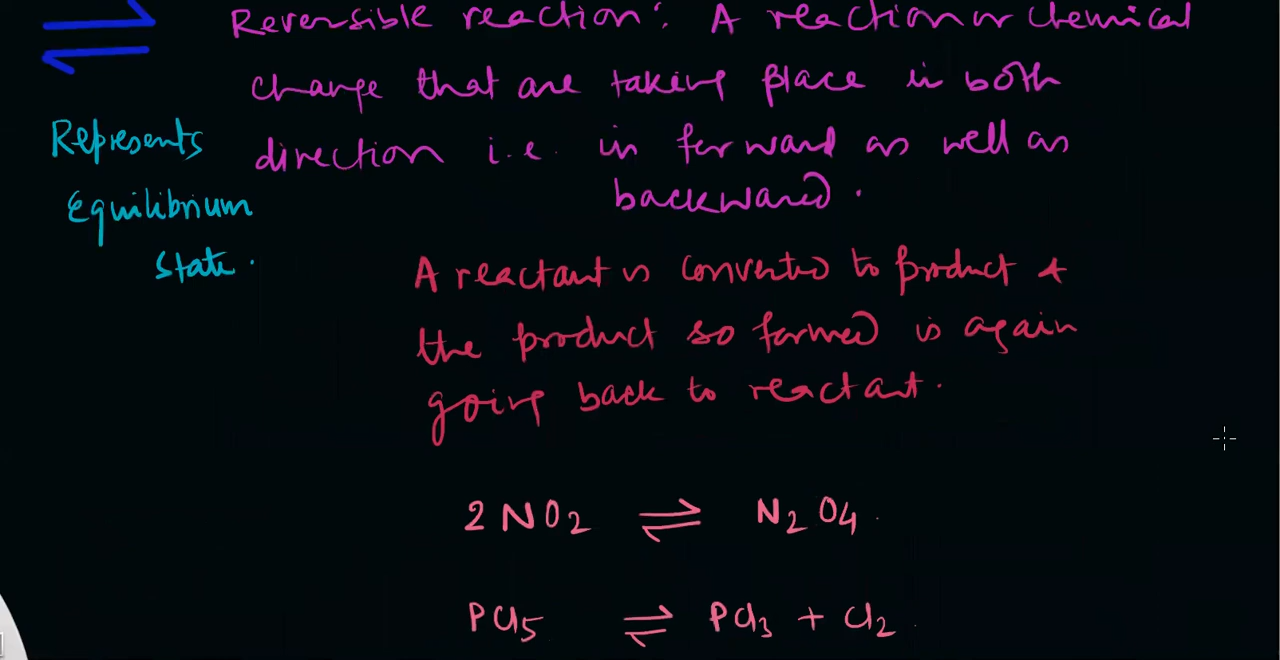 ⇌ Reversible reaction: A reaction or chemical
change that are taking place in both
direction i.e. in forward as well as
backward.
Represents
Equilibrium
State.
A reactant is converted to product &
the product so formed is again
going back to reactant.
2NO2 ⇌ N2O4.
PCl5 ⇌ PCl3 + Cl2.